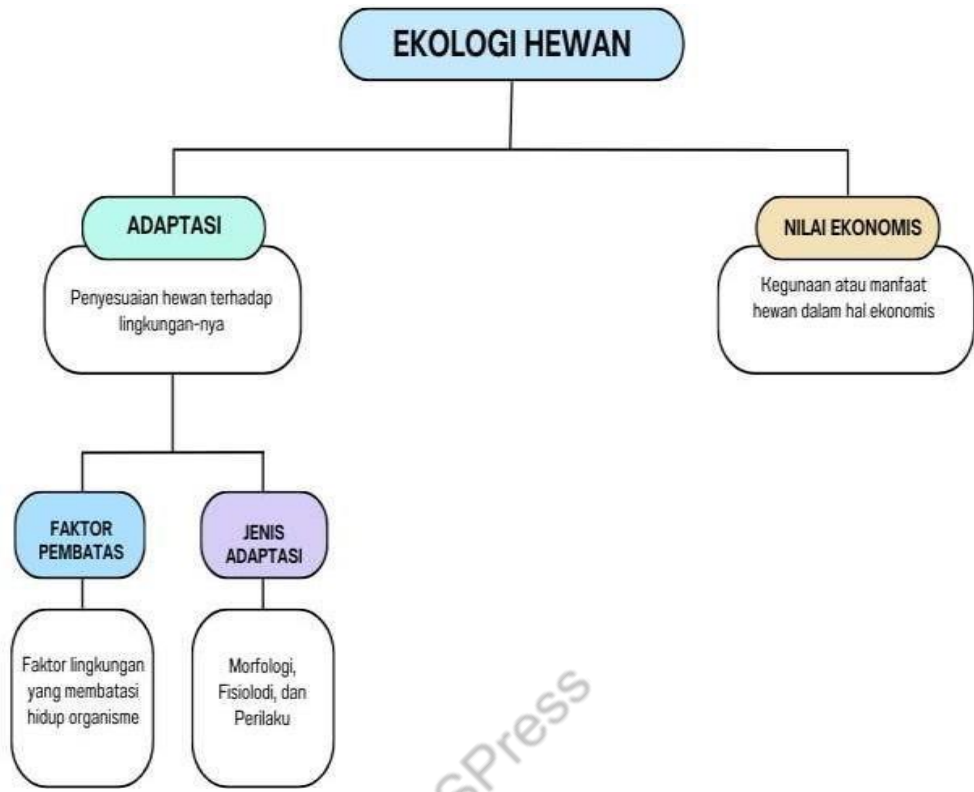 EKOLOGI HEWAN
ADAPTASI
Penyesuaian hewan terhadap
lingkungan-nya
NILAI EKONOMIS
Kegunaan atau manfaat
hewan dalam hal ekonomis
FAKTOR
PEMBATAS
Faktor lingkungan
yang membatasi
hidup organisme
JENIS
ADAPTASI
Morfologi,
Fisiolodi, dan
Perilaku
SPress